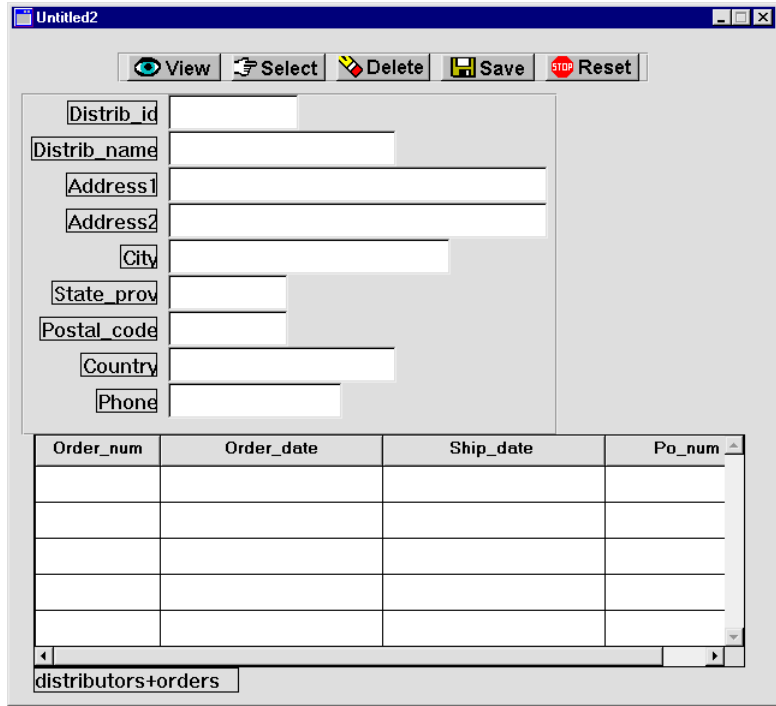 Untitled2
View Select Delete Save STOP Reset
Distrib_id
Distrib_name
Address1
Address2
City
State_prov
Postal_code
Country
Phone
Order_num Order_date Ship_date Po_num
distributors+orders